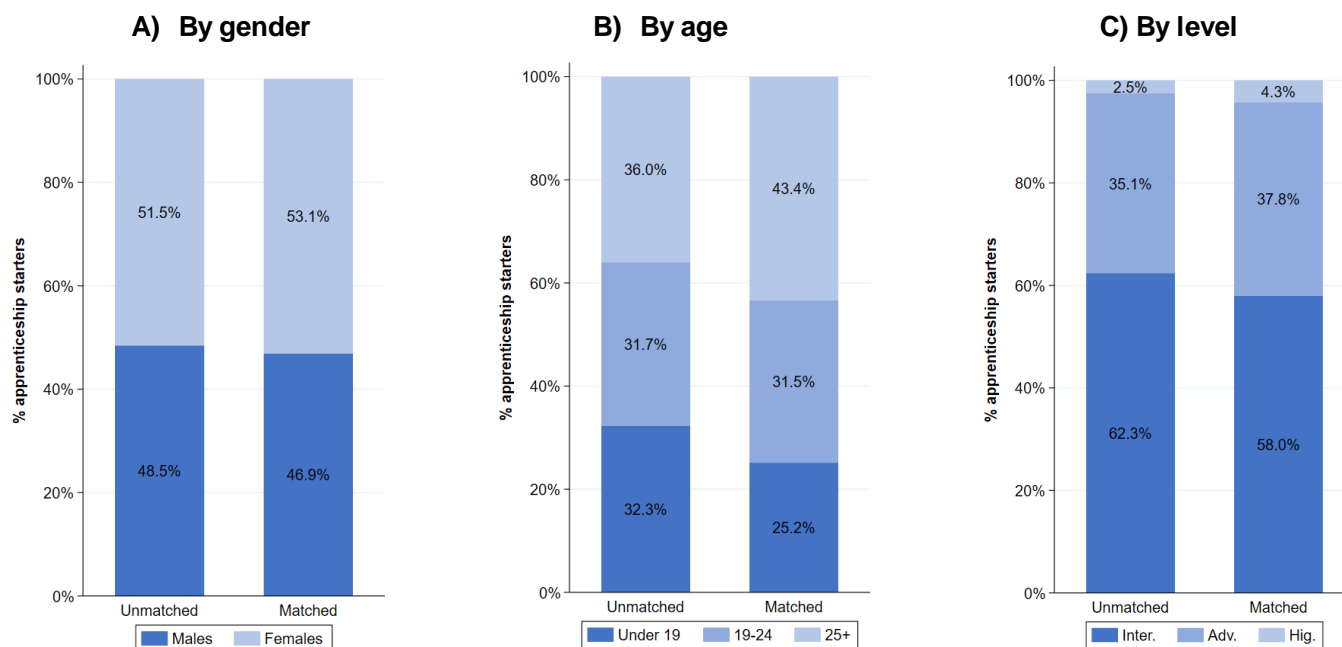 A) By gender
100%
80%
60%
40%
20%
0%
% apprenticeship starters
51.5%
53.1%
48.5%
46.9%
Unmatched Matched
Males Females
B) By age
100%
80%
60%
40%
20%
0%
% apprenticeship starters
36.0%
43.4%
31.7%
31.5%
32.3%
25.2%
Unmatched Matched
Under 19 19-24 25+
C) By level
100%
80%
60%
40%
20%
0%
% apprenticeship starters
2.5%
4.3%
35.1%
37.8%
62.3%
58.0%
Unmatched Matched
Inter. Adv. Hig.